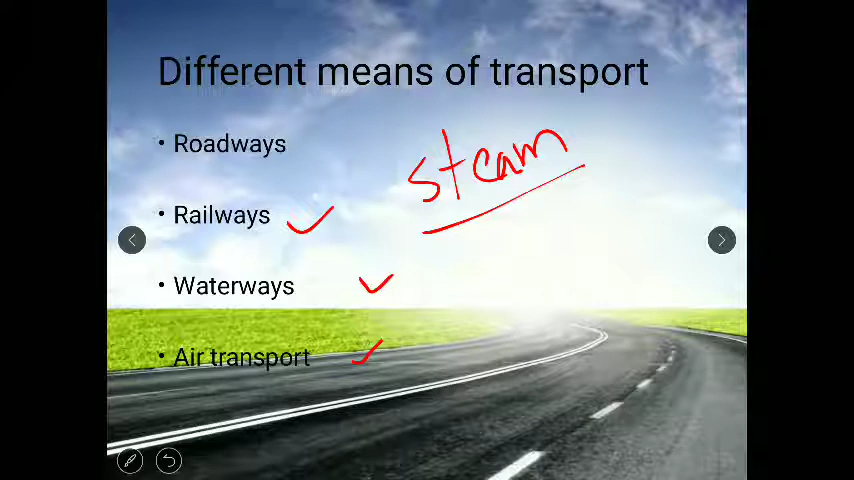 Different means of transport
• Roadways
steam
• Railways
• Waterways
• Air transport